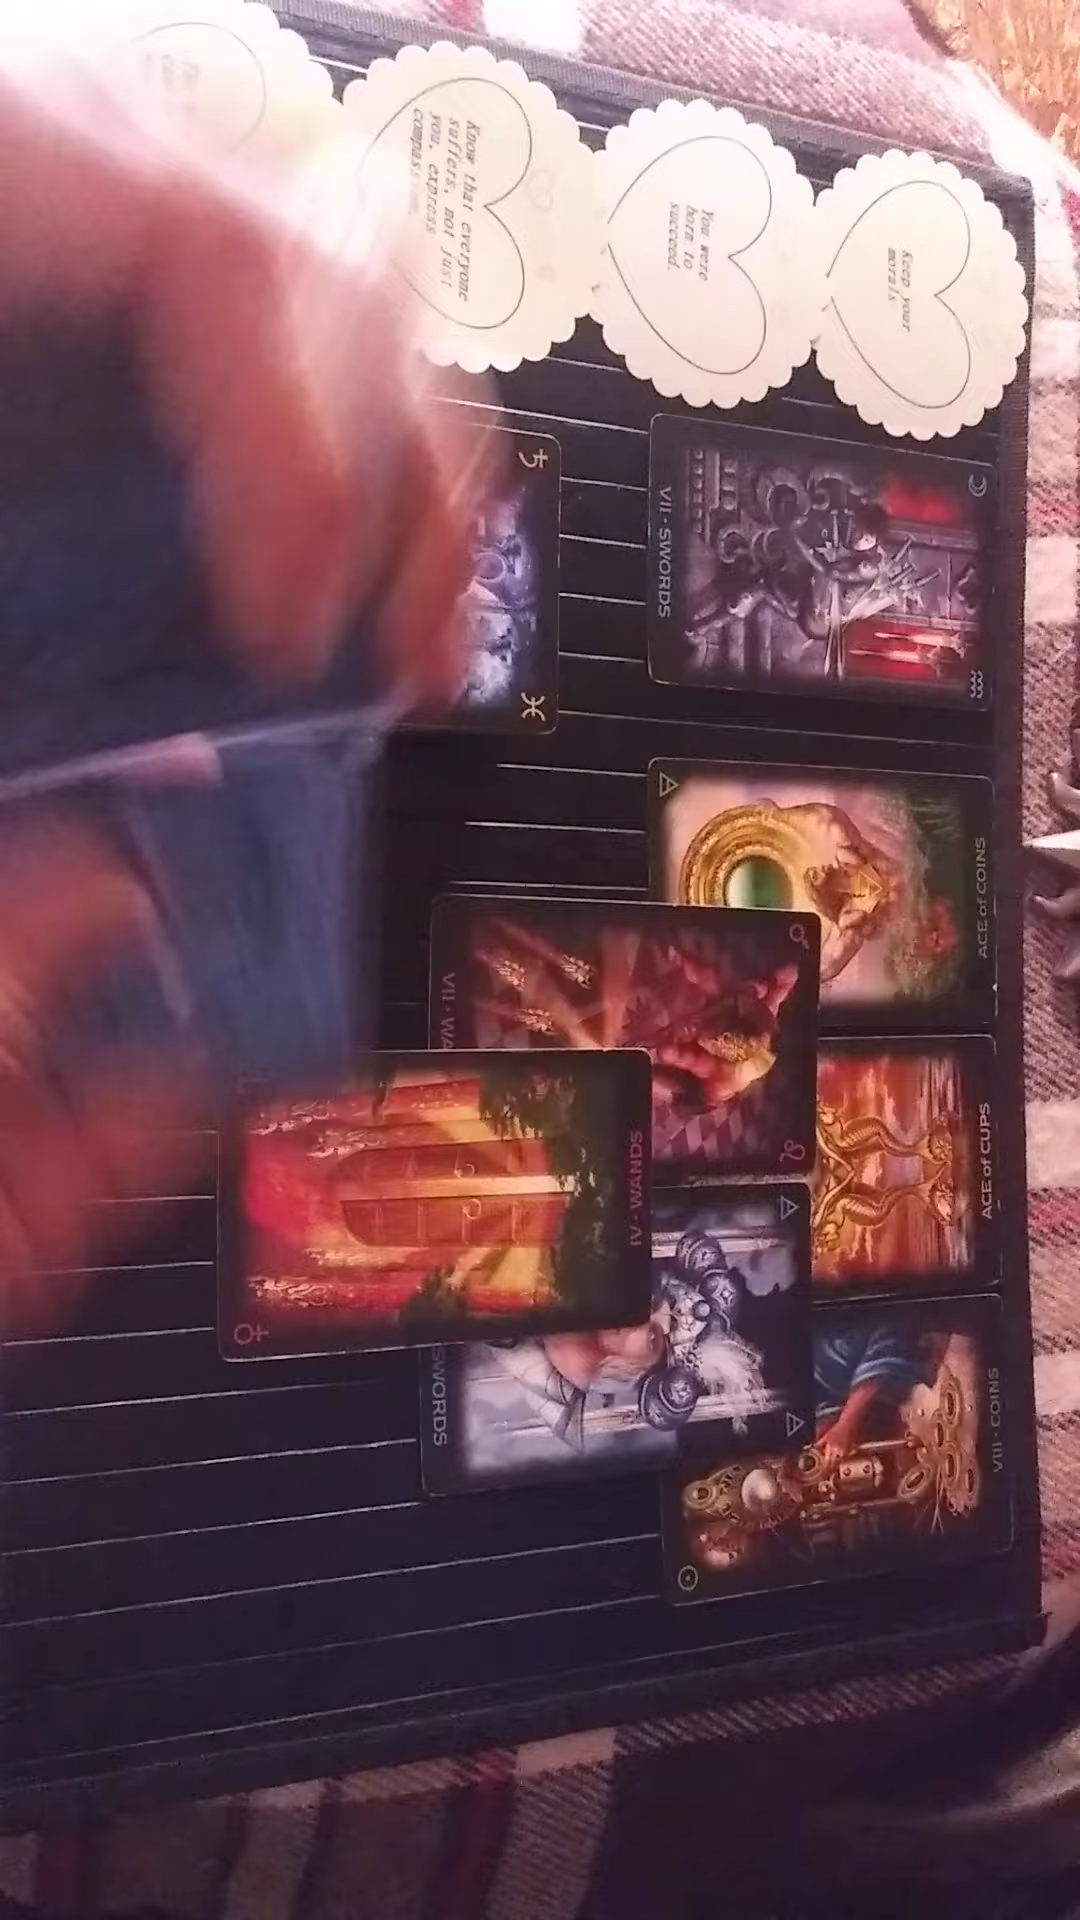 Know that everyone
suffers, not just
you, express
You were
born to
succeed.
Keep your
morals
VII · SWORDS
ACE of COINS
VII ·
ACE of CUPS
IV · WANDS
SWORDS
VIII · COINS